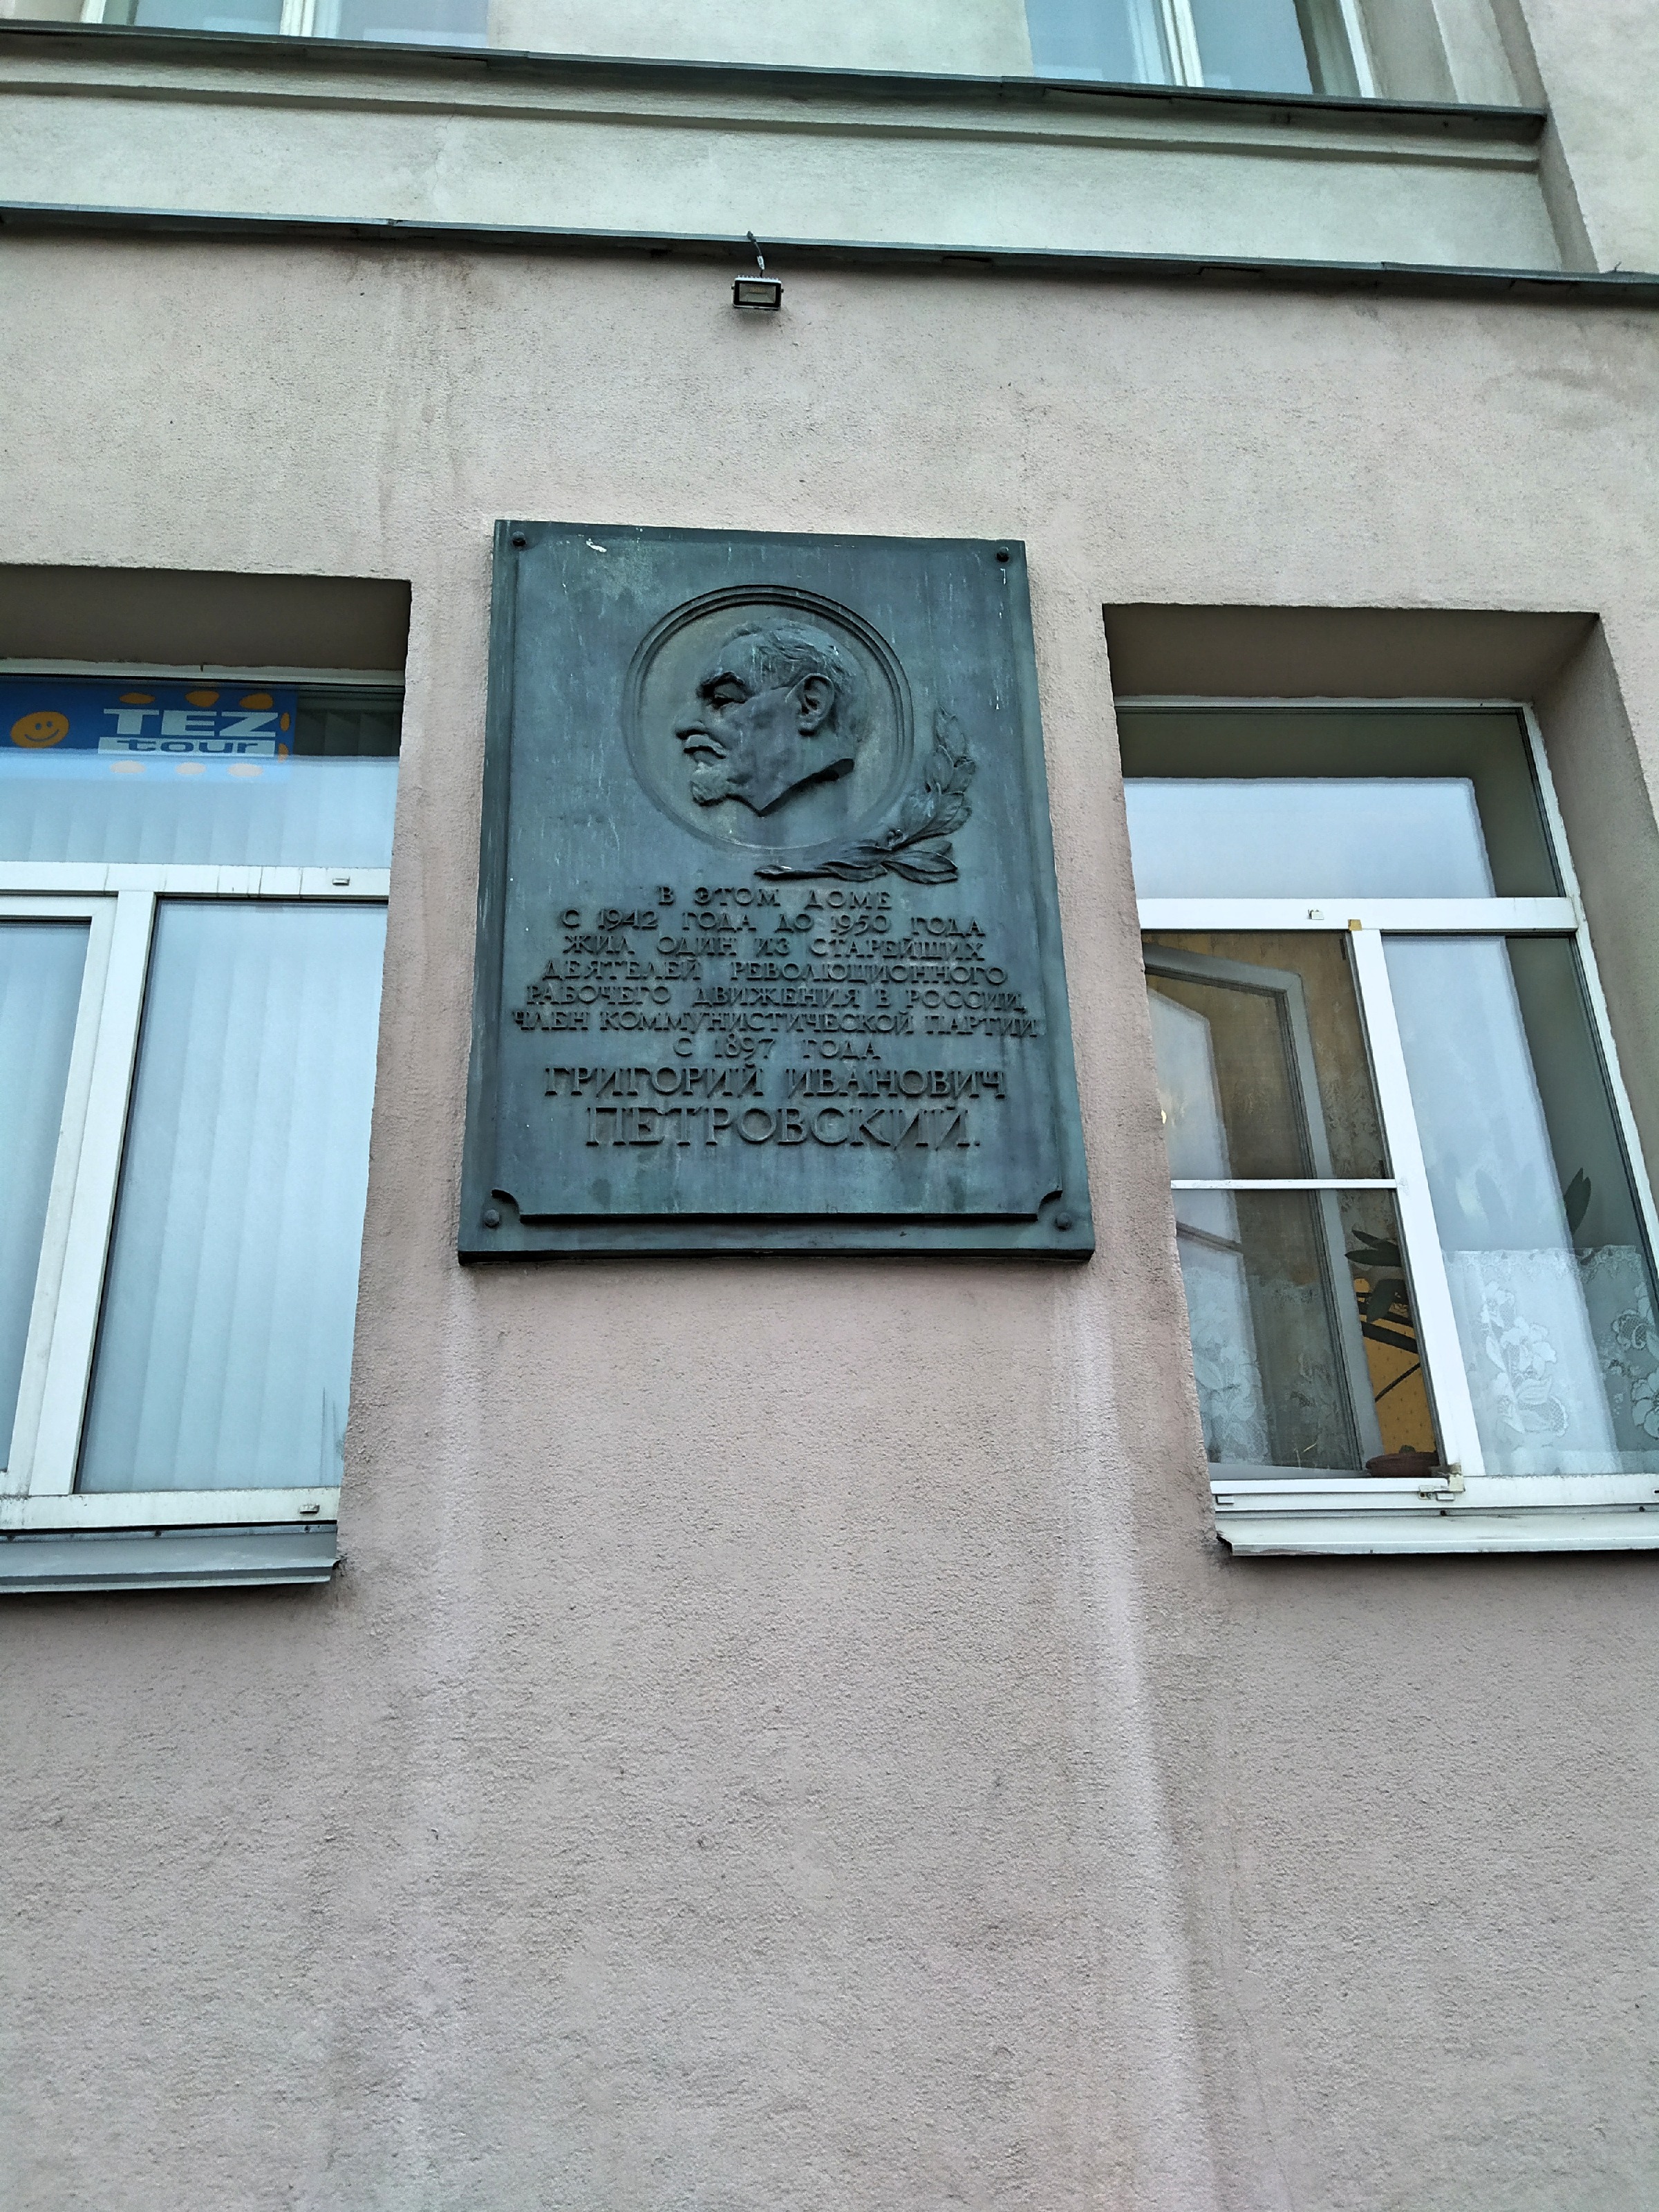 TEZ
tour
В ЭТОМ ДОМЕ
С 1942 ГОДА ДО 1950 ГОДА
ЖИЛ ОДИН ИЗ СТАРЕЙШИХ
ДЕЯТЕЛЕЙ РЕВОЛЮЦИОННОГО
РАБОЧЕГО ДВИЖЕНИЯ В РОССИИ,
ЧЛЕН КОММУНИСТИЧЕСКОЙ ПАРТИИ
С 1897 ГОДА
ГРИГОРИЙ ИВАНОВИЧ
ПЕТРОВСКИЙ.